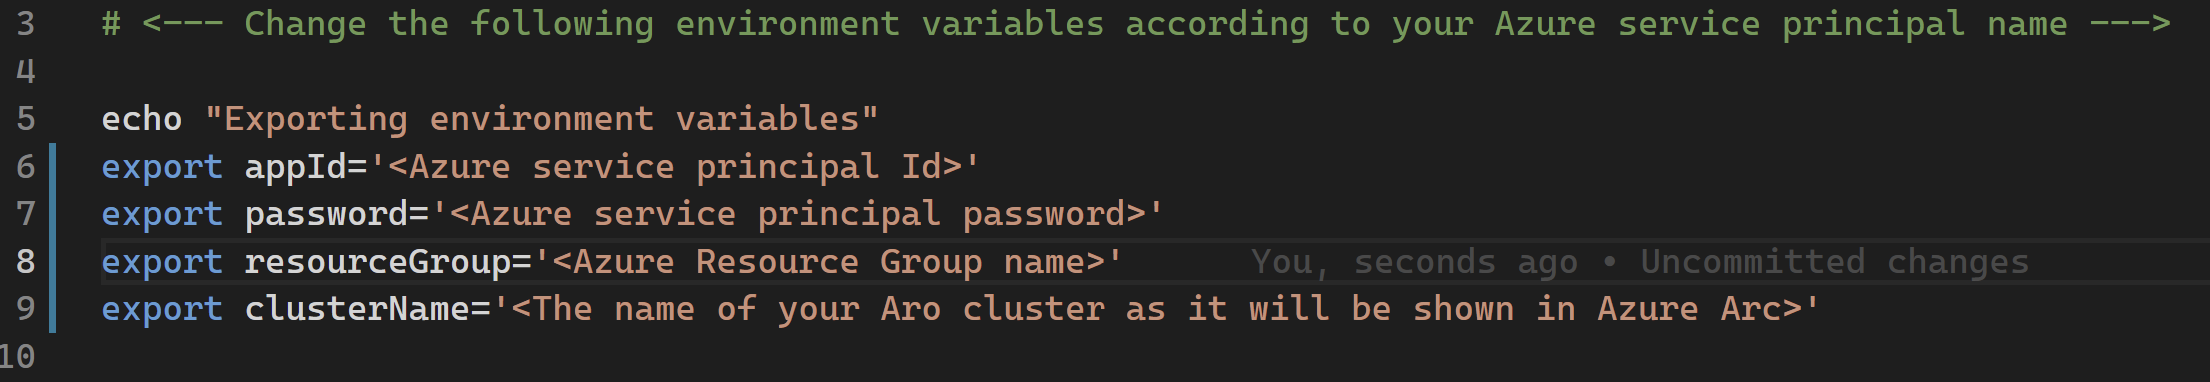 3 # <--- Change the following environment variables according to your Azure service principal name --->
4
5 echo "Exporting environment variables"
6 export appId='<Azure service principal Id>'
7 export password='<Azure service principal password>'
8 export resourceGroup='<Azure Resource Group name>' You, seconds ago • Uncommitted changes
9 export clusterName='<The name of your Aro cluster as it will be shown in Azure Arc>'
10